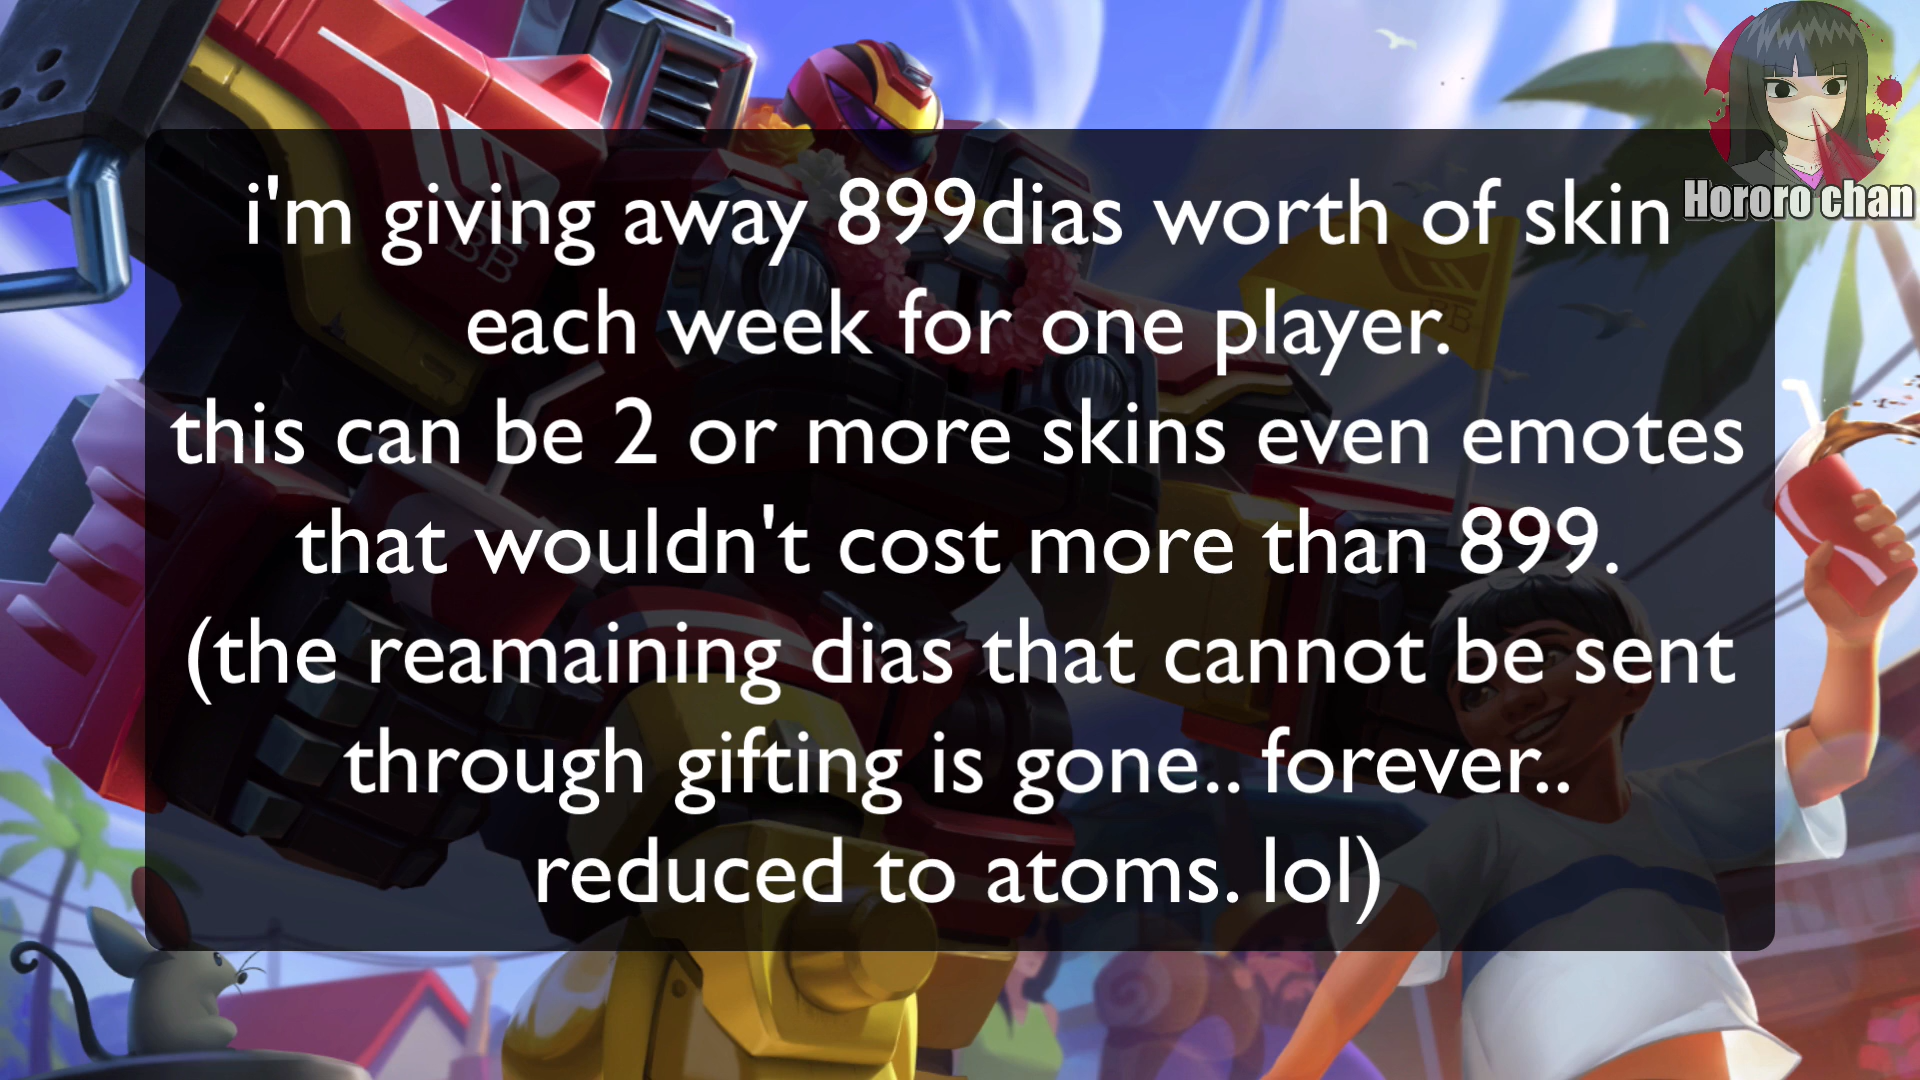 i'm giving away 899dias worth of skin
each week for one player.
this can be 2 or more skins even emotes
that wouldn't cost more than 899.
(the reamaining dias that cannot be sent
through gifting is gone.. forever..
reduced to atoms. lol)
Hororo chan
BB
BB